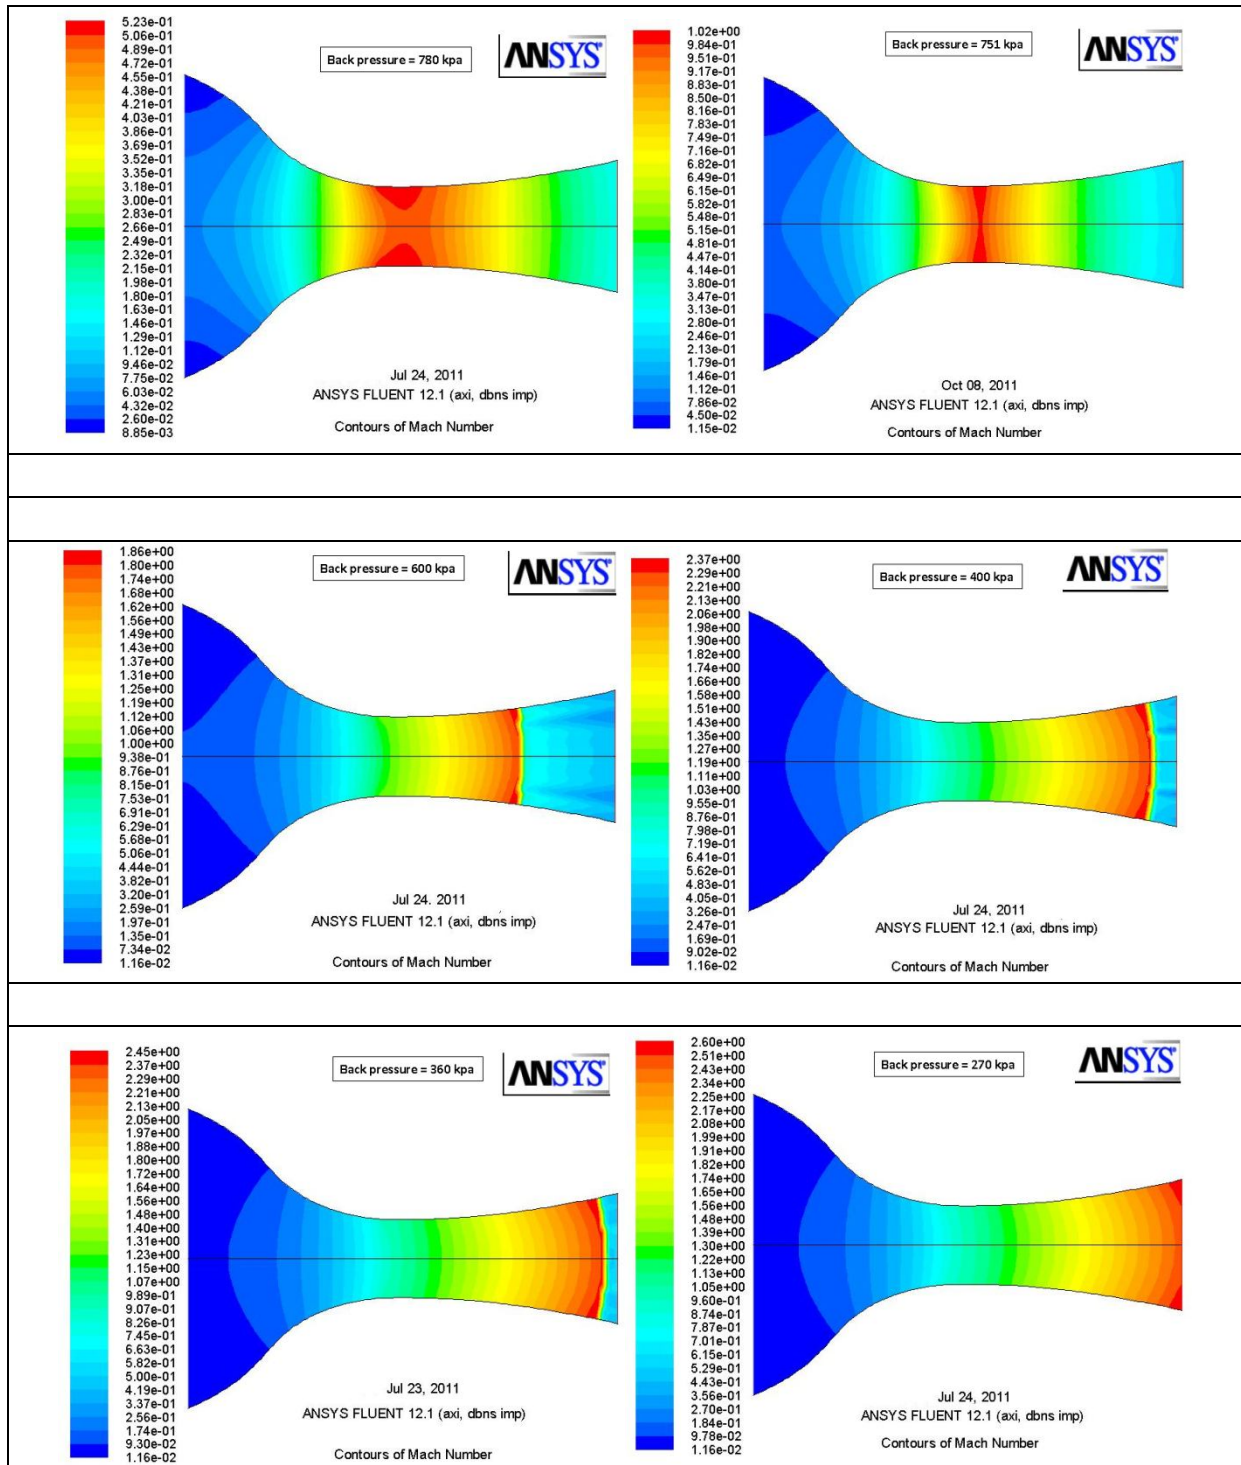 5.23e-01
5.06e-01
4.89e-01
4.72e-01
4.55e-01
4.38e-01
4.21e-01
4.03e-01
3.86e-01
3.69e-01
3.52e-01
3.35e-01
3.18e-01
3.00e-01
2.83e-01
2.66e-01
2.49e-01
2.32e-01
2.15e-01
1.98e-01
1.80e-01
1.63e-01
1.46e-01
1.29e-01
1.12e-01
9.46e-02
7.75e-02
6.03e-02
4.32e-02
2.60e-02
8.85e-03
Back pressure = 780 kpa
ANSYS
Jul 24, 2011
ANSYS FLUENT 12.1 (axi, dbns imp)
Contours of Mach Number
1.02e+00
9.84e-01
9.51e-01
9.17e-01
8.83e-01
8.50e-01
8.16e-01
7.83e-01
7.49e-01
7.16e-01
6.82e-01
6.49e-01
6.15e-01
5.82e-01
5.48e-01
5.15e-01
4.81e-01
4.47e-01
4.14e-01
3.80e-01
3.47e-01
3.13e-01
2.80e-01
2.46e-01
2.13e-01
1.79e-01
1.46e-01
1.12e-01
7.86e-02
4.50e-02
1.15e-02
Back pressure = 751 kpa
ANSYS
Oct 08, 2011
ANSYS FLUENT 12.1 (axi, dbns imp)
Contours of Mach Number
1.86e+00
1.80e+00
1.74e+00
1.68e+00
1.62e+00
1.56e+00
1.49e+00
1.43e+00
1.37e+00
1.31e+00
1.25e+00
1.19e+00
1.12e+00
1.06e+00
1.00e+00
9.38e-01
8.76e-01
8.15e-01
7.53e-01
6.91e-01
6.29e-01
5.68e-01
5.06e-01
4.44e-01
3.82e-01
3.20e-01
2.59e-01
1.97e-01
1.35e-01
7.34e-02
1.16e-02
Back pressure = 600 kpa
ANSYS
Jul 24. 2011
ANSYS FLUENT 12.1 (axi, dbns imp)
Contours of Mach Number
2.37e+00
2.29e+00
2.21e+00
2.13e+00
2.06e+00
1.98e+00
1.90e+00
1.82e+00
1.74e+00
1.66e+00
1.58e+00
1.51e+00
1.43e+00
1.35e+00
1.27e+00
1.19e+00
1.11e+00
1.03e+00
9.55e-01
8.76e-01
7.98e-01
7.19e-01
6.41e-01
5.62e-01
4.83e-01
4.05e-01
3.26e-01
2.47e-01
1.69e-01
9.02e-02
1.16e-02
Back pressure = 400 kpa
ANSYS
Jul 24, 2011
ANSYS FLUENT 12.1 (axi, dbns imp)
Contours of Mach Number
2.45e+00
2.37e+00
2.29e+00
2.21e+00
2.13e+00
2.05e+00
1.97e+00
1.88e+00
1.80e+00
1.72e+00
1.64e+00
1.56e+00
1.48e+00
1.40e+00
1.31e+00
1.23e+00
1.15e+00
1.07e+00
9.89e-01
9.07e-01
8.26e-01
7.45e-01
6.63e-01
5.82e-01
5.00e-01
4.19e-01
3.37e-01
2.56e-01
1.74e-01
9.30e-02
1.16e-02
Back pressure = 360 kpa
ANSYS
Jul 23, 2011
ANSYS FLUENT 12.1 (axi, dbns imp)
Contours of Mach Number
2.60e+00
2.51e+00
2.43e+00
2.34e+00
2.25e+00
2.17e+00
2.08e+00
1.99e+00
1.91e+00
1.82e+00
1.74e+00
1.65e+00
1.56e+00
1.48e+00
1.39e+00
1.30e+00
1.22e+00
1.13e+00
1.05e+00
9.60e-01
8.74e-01
7.87e-01
7.01e-01
6.15e-01
5.29e-01
4.43e-01
3.56e-01
2.70e-01
1.84e-01
9.78e-02
1.16e-02
Back pressure = 270 kpa
ANSYS
Jul 24, 2011
ANSYS FLUENT 12.1 (axi, dbns imp)
Contours of Mach Number